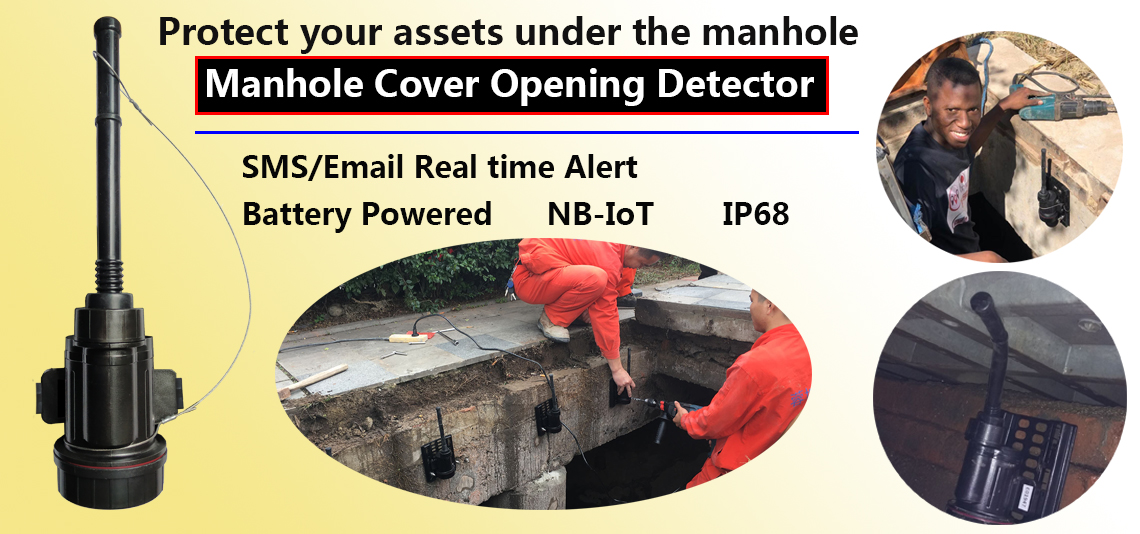 Protect your assets under the manhole
Manhole Cover Opening Detector
SMS/Email Real time Alert
Battery Powered NB-IoT IP68